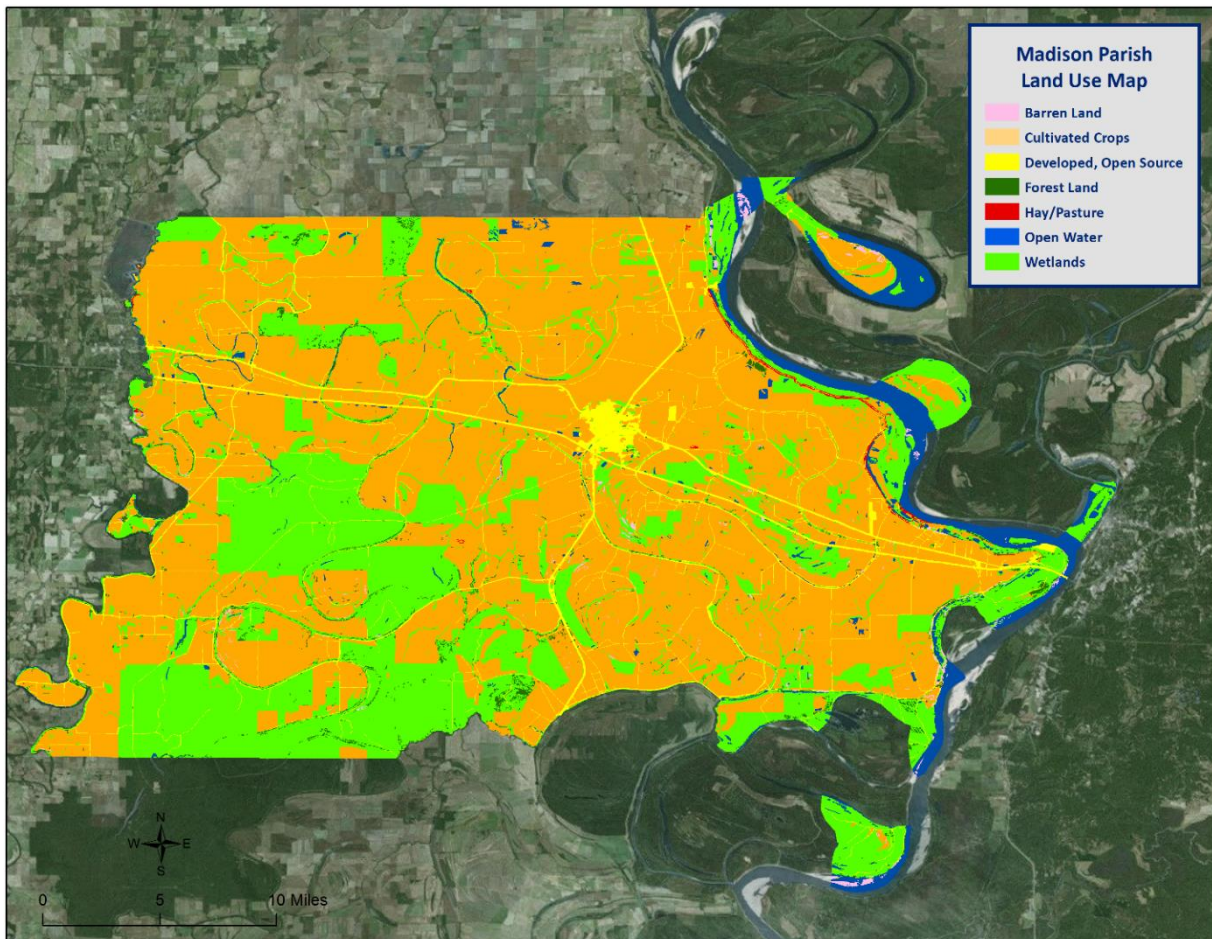 Madison Parish
Land Use Map
Barren Land
Cultivated Crops
Developed, Open Source
Forest Land
Hay/Pasture
Open Water
Wetlands
N
W E
S
0 5 10 Miles